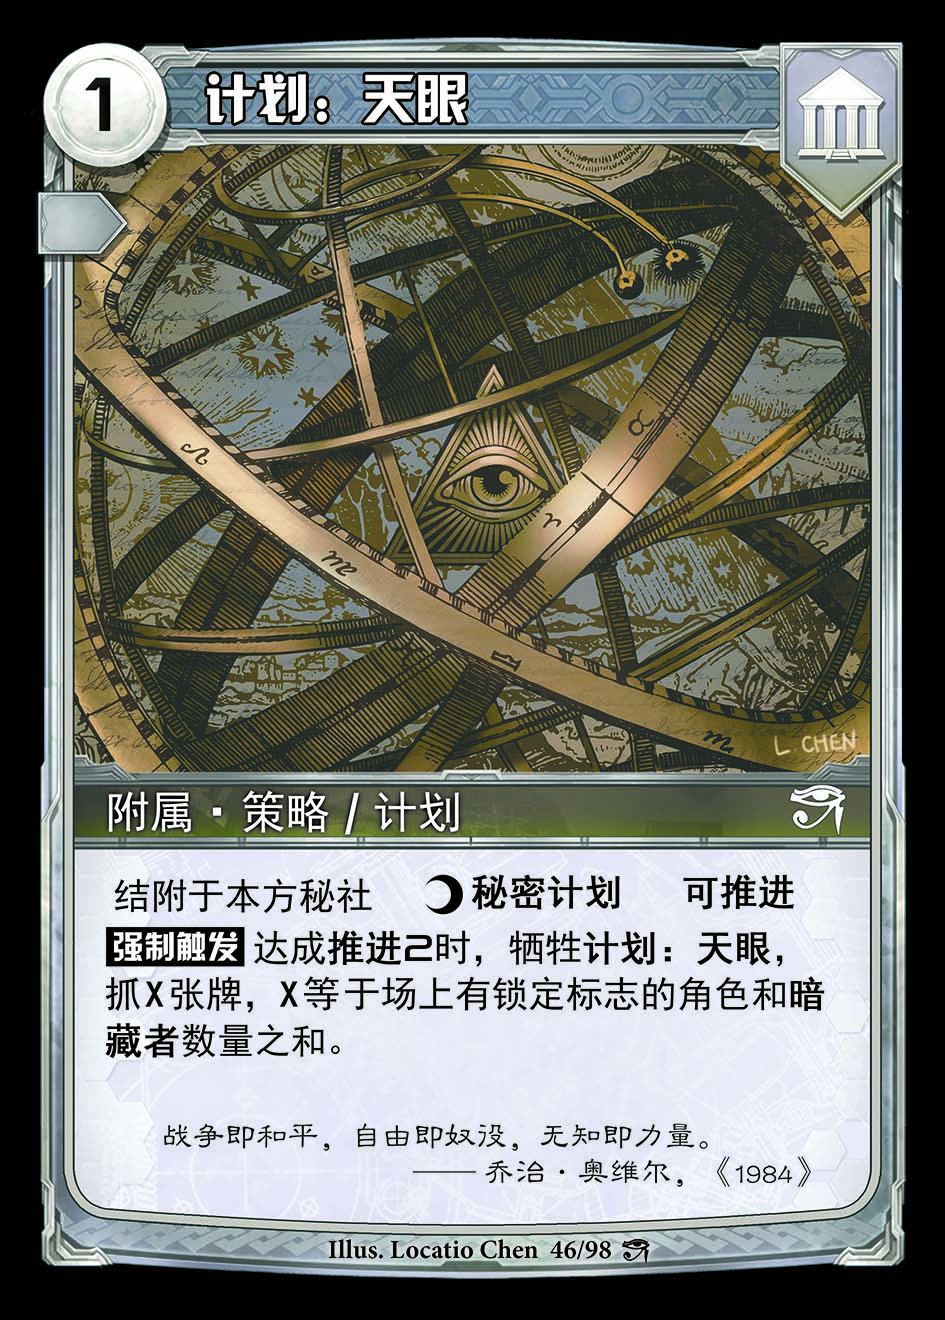 1
计划：天眼
L CHEN
附属·策略 / 计划
结附于本方秘社 秘密计划 可推进
强制触发 达成推进2时，牺牲计划：天眼，
抓X张牌，X等于场上有锁定标志的角色和暗
藏者数量之和。
战争即和平，自由即奴役，无知即力量。
—— 乔治·奥维尔，《1984》
Illus. Locatio Chen 46/98